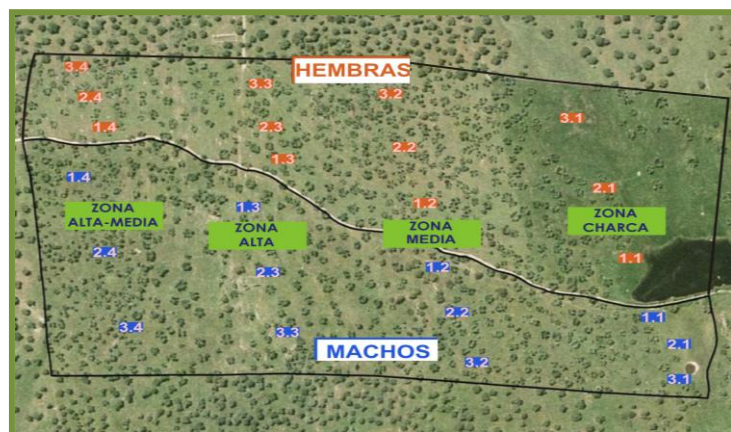 HEMBRAS
3.4
3.3
3.2
2.4
3.1
1.4
2.3
2.2
1.3
1.4
2.1
1.3
1.2
ZONA
ALTA-MEDIA
ZONA
ALTA
ZONA
MEDIA
ZONA
CHARCA
2.4
1.1
2.3
1.2
2.2
1.1
3.4
3.3
2.1
MACHOS
3.2
3.1